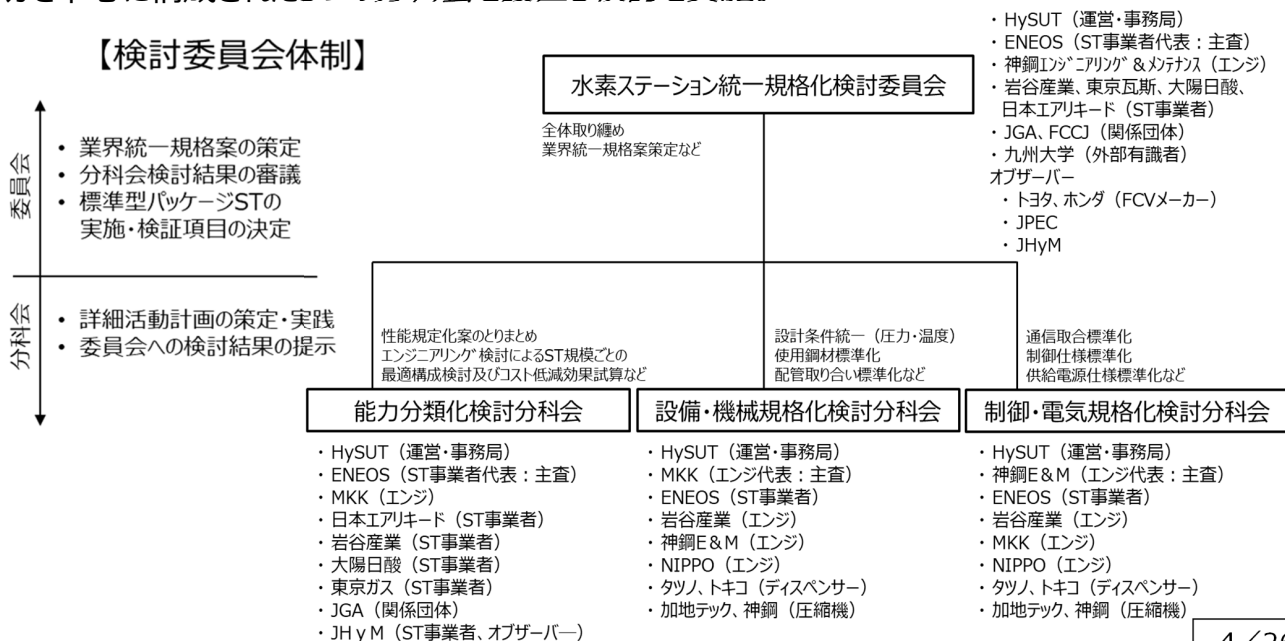 【検討委員会体制】
委員会
・ 業界統一規格案の策定
・ 分科会検討結果の審議
・ 標準型パッケージSTの
実施・検証項目の決定
分科会
・ 詳細活動計画の策定・実践
・ 委員会への検討結果の提示
水素ステーション統一規格化検討委員会
全体取り纏め
業界統一規格案策定など
・ HySUT（運営・事務局）
・ ENEOS（ST事業者代表：主査）
・ 神鋼ｴﾝｼﾞﾆｱﾘﾝｸﾞ＆ﾒﾝﾃﾅﾝｽ（エンジ）
・ 岩谷産業、東京瓦斯、大陽日酸、
日本エアリキード（ST事業者）
・ JGA、FCCJ（関係団体）
・ 九州大学（外部有識者）
オブザーバー
・ トヨタ、ホンダ（FCVメーカー）
・ JPEC
・ JHyM
性能規定化案のとりまとめ
エンジニアリング検討によるST規模ごとの
最適構成検討及びコスト低減効果試算など
能力分類化検討分科会
・ HySUT（運営・事務局）
・ ENEOS（ST事業者代表：主査）
・ MKK（エンジ）
・ 日本エアリキード（ST事業者）
・ 岩谷産業（ST事業者）
・ 大陽日酸（ST事業者）
・ 東京ガス（ST事業者）
・ JGA（関係団体）
・ JHｙM（ST事業者、オブザーバー）
設計条件統一（圧力・温度）
使用鋼材標準化
配管取り合い標準化など
設備・機械規格化検討分科会
・ HySUT（運営・事務局）
・ MKK（エンジ代表：主査）
・ ENEOS（ST事業者）
・ 岩谷産業（エンジ）
・ 神鋼E&M（エンジ）
・ NIPPO（エンジ）
・ タツノ、トキコ（ディスペンサー）
・ 加地テック、神鋼（圧縮機）
通信取合標準化
制御仕様標準化
供給電源仕様標準化など
制御・電気規格化検討分科会
・ HySUT（運営・事務局）
・ 神鋼E&M（エンジ代表：主査）
・ ENEOS（ST事業者）
・ 岩谷産業（エンジ）
・ MKK（エンジ）
・ NIPPO（エンジ）
・ タツノ、トキコ（ディスペンサー）
・ 加地テック、神鋼（圧縮機）